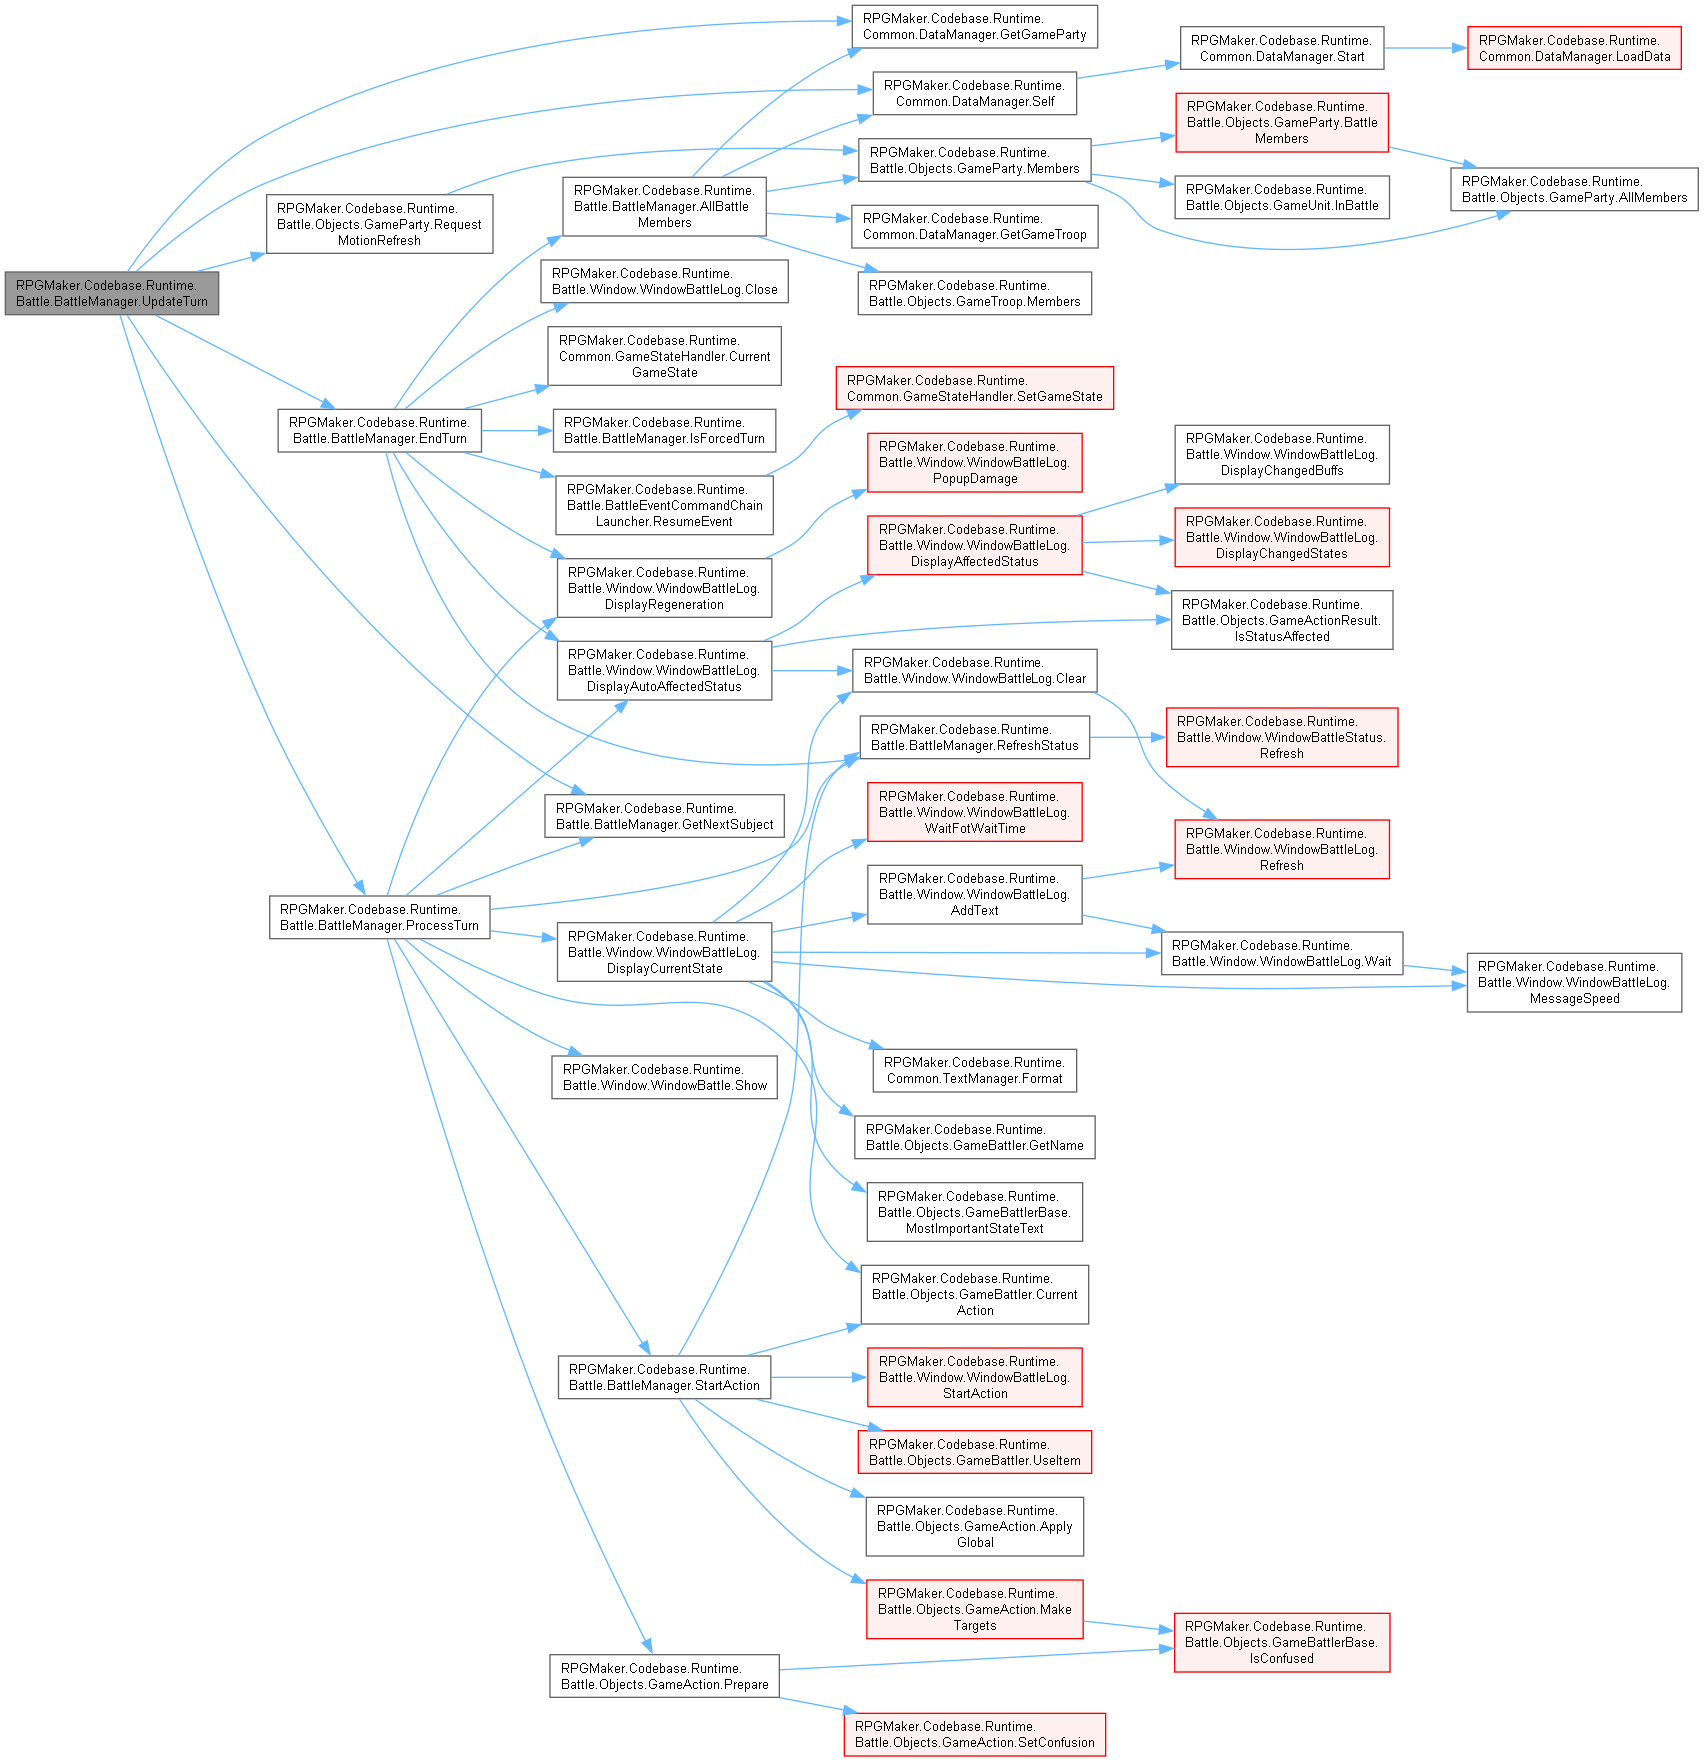 RPGMaker.Codebase.Runtime.
Battle.BattleManager.UpdateTurn
RPGMaker.Codebase.Runtime.
Common.DataManager.GetGameParty
RPGMaker.Codebase.Runtime.
Common.DataManager.Self
RPGMaker.Codebase.Runtime.
Common.DataManager.Start
RPGMaker.Codebase.Runtime.
Common.DataManager.LoadData
RPGMaker.Codebase.Runtime.
Battle.Objects.GameParty.Request
MotionRefresh
RPGMaker.Codebase.Runtime.
Battle.Objects.GameParty.Members
RPGMaker.Codebase.Runtime.
Battle.Objects.GameParty.Battle
Members
RPGMaker.Codebase.Runtime.
Battle.Objects.GameParty.AllMembers
RPGMaker.Codebase.Runtime.
Battle.Objects.GameUnit.InBattle
RPGMaker.Codebase.Runtime.
Battle.BattleManager.EndTurn
RPGMaker.Codebase.Runtime.
Battle.BattleManager.AllBattle
Members
RPGMaker.Codebase.Runtime.
Common.DataManager.GetGameTroop
RPGMaker.Codebase.Runtime.
Battle.Objects.GameTroop.Members
RPGMaker.Codebase.Runtime.
Battle.Window.WindowBattleLog.Close
RPGMaker.Codebase.Runtime.
Common.GameStateHandler.Current
GameState
RPGMaker.Codebase.Runtime.
Battle.BattleManager.IsForcedTurn
RPGMaker.Codebase.Runtime.
Battle.BattleEventCommandChain
Launcher.ResumeEvent
RPGMaker.Codebase.Runtime.
Common.GameStateHandler.SetGameState
RPGMaker.Codebase.Runtime.
Battle.Window.WindowBattleLog.
DisplayRegeneration
RPGMaker.Codebase.Runtime.
Battle.Window.WindowBattleLog.
PopupDamage
RPGMaker.Codebase.Runtime.
Battle.Window.WindowBattleLog.
DisplayAutoAffectedStatus
RPGMaker.Codebase.Runtime.
Battle.Window.WindowBattleLog.
DisplayAffectedStatus
RPGMaker.Codebase.Runtime.
Battle.Window.WindowBattleLog.
DisplayChangedBuffs
RPGMaker.Codebase.Runtime.
Battle.Window.WindowBattleLog.
DisplayChangedStates
RPGMaker.Codebase.Runtime.
Battle.Objects.GameActionResult.
IsStatusAffected
RPGMaker.Codebase.Runtime.
Battle.Window.WindowBattleLog.Clear
RPGMaker.Codebase.Runtime.
Battle.BattleManager.RefreshStatus
RPGMaker.Codebase.Runtime.
Battle.Window.WindowBattleStatus.
Refresh
RPGMaker.Codebase.Runtime.
Battle.BattleManager.GetNextSubject
RPGMaker.Codebase.Runtime.
Battle.Window.WindowBattleLog.
WaitFotWaitTime
RPGMaker.Codebase.Runtime.
Battle.Window.WindowBattleLog.
Refresh
RPGMaker.Codebase.Runtime.
Battle.BattleManager.ProcessTurn
RPGMaker.Codebase.Runtime.
Battle.Window.WindowBattleLog.
DisplayCurrentState
RPGMaker.Codebase.Runtime.
Battle.Window.WindowBattleLog.
AddText
RPGMaker.Codebase.Runtime.
Battle.Window.WindowBattleLog.Wait
RPGMaker.Codebase.Runtime.
Battle.Window.WindowBattleLog.
MessageSpeed
RPGMaker.Codebase.Runtime.
Battle.Window.WindowBattle.Show
RPGMaker.Codebase.Runtime.
Common.TextManager.Format
RPGMaker.Codebase.Runtime.
Battle.Objects.GameBattler.GetName
RPGMaker.Codebase.Runtime.
Battle.Objects.GameBattlerBase.
MostImportantStateText
RPGMaker.Codebase.Runtime.
Battle.Objects.GameBattler.Current
Action
RPGMaker.Codebase.Runtime.
Battle.BattleManager.StartAction
RPGMaker.Codebase.Runtime.
Battle.Window.WindowBattleLog.
StartAction
RPGMaker.Codebase.Runtime.
Battle.Objects.GameBattler.UseItem
RPGMaker.Codebase.Runtime.
Battle.Objects.GameAction.Apply
Global
RPGMaker.Codebase.Runtime.
Battle.Objects.GameAction.Make
Targets
RPGMaker.Codebase.Runtime.
Battle.Objects.GameBattlerBase.
IsConfused
RPGMaker.Codebase.Runtime.
Battle.Objects.GameAction.Prepare
RPGMaker.Codebase.Runtime.
Battle.Objects.GameAction.SetConfusion